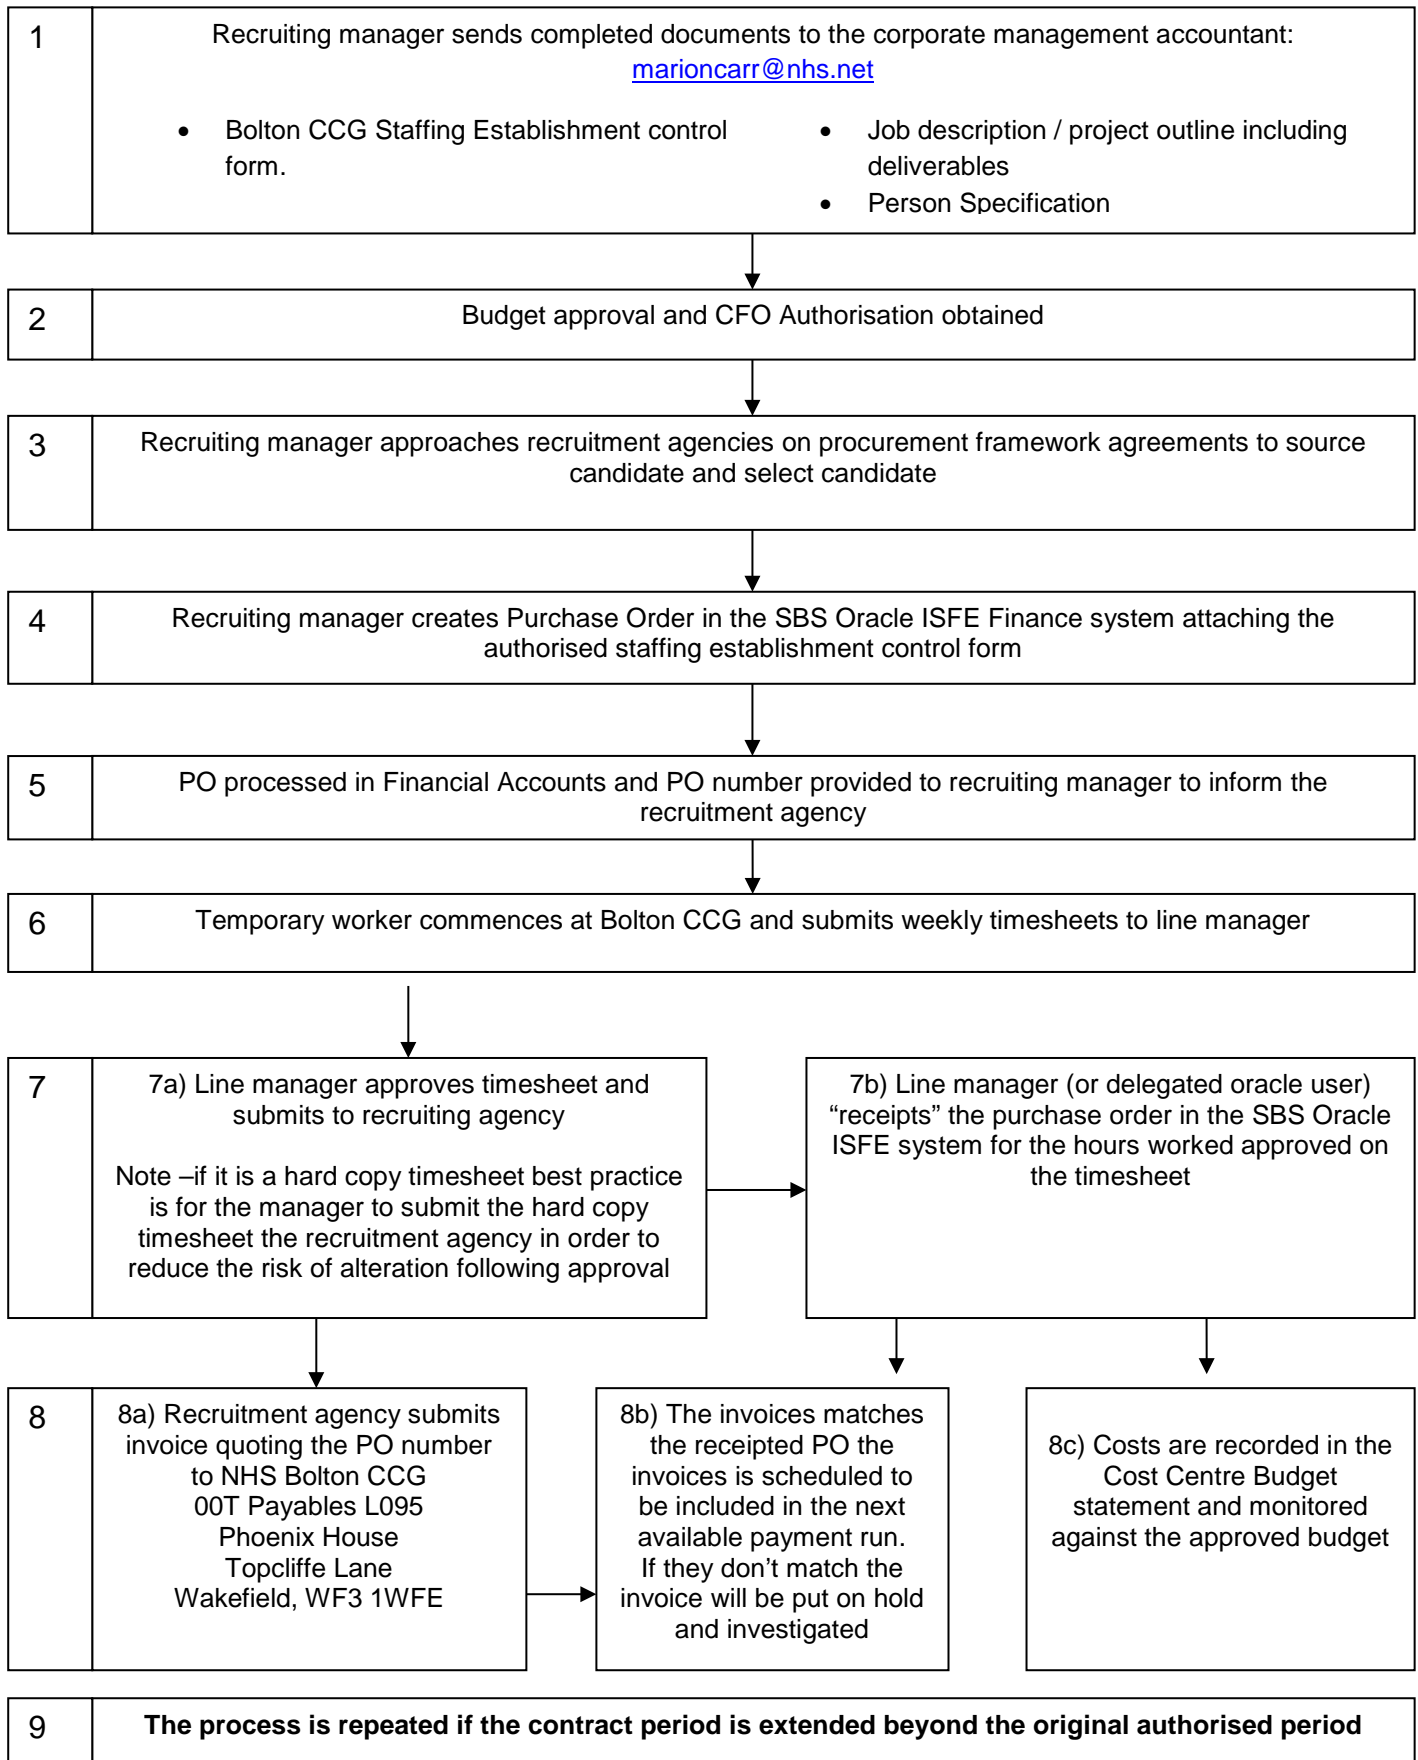 1
Recruiting manager sends completed documents to the corporate management accountant:
marioncarr@nhs.net
• Bolton CCG Staffing Establishment control
form.
• Job description / project outline including
deliverables
• Person Specification
2
Budget approval and CFO Authorisation obtained
3
Recruiting manager approaches recruitment agencies on procurement framework agreements to source
candidate and select candidate
4
Recruiting manager creates Purchase Order in the SBS Oracle ISFE Finance system attaching the
authorised staffing establishment control form
5
PO processed in Financial Accounts and PO number provided to recruiting manager to inform the
recruitment agency
6
Temporary worker commences at Bolton CCG and submits weekly timesheets to line manager
7
7a) Line manager approves timesheet and
submits to recruiting agency
Note –if it is a hard copy timesheet best practice
is for the manager to submit the hard copy
timesheet the recruitment agency in order to
reduce the risk of alteration following approval
7b) Line manager (or delegated oracle user)
“receipts” the purchase order in the SBS Oracle
ISFE system for the hours worked approved on
the timesheet
8
8a) Recruitment agency submits
invoice quoting the PO number
to NHS Bolton CCG
00T Payables L095
Phoenix House
Topcliffe Lane
Wakefield, WF3 1WFE
8b) The invoices matches
the receipted PO the
invoices is scheduled to
be included in the next
available payment run.
If they don’t match the
invoice will be put on hold
and investigated
8c) Costs are recorded in the
Cost Centre Budget
statement and monitored
against the approved budget
9
The process is repeated if the contract period is extended beyond the original authorised period